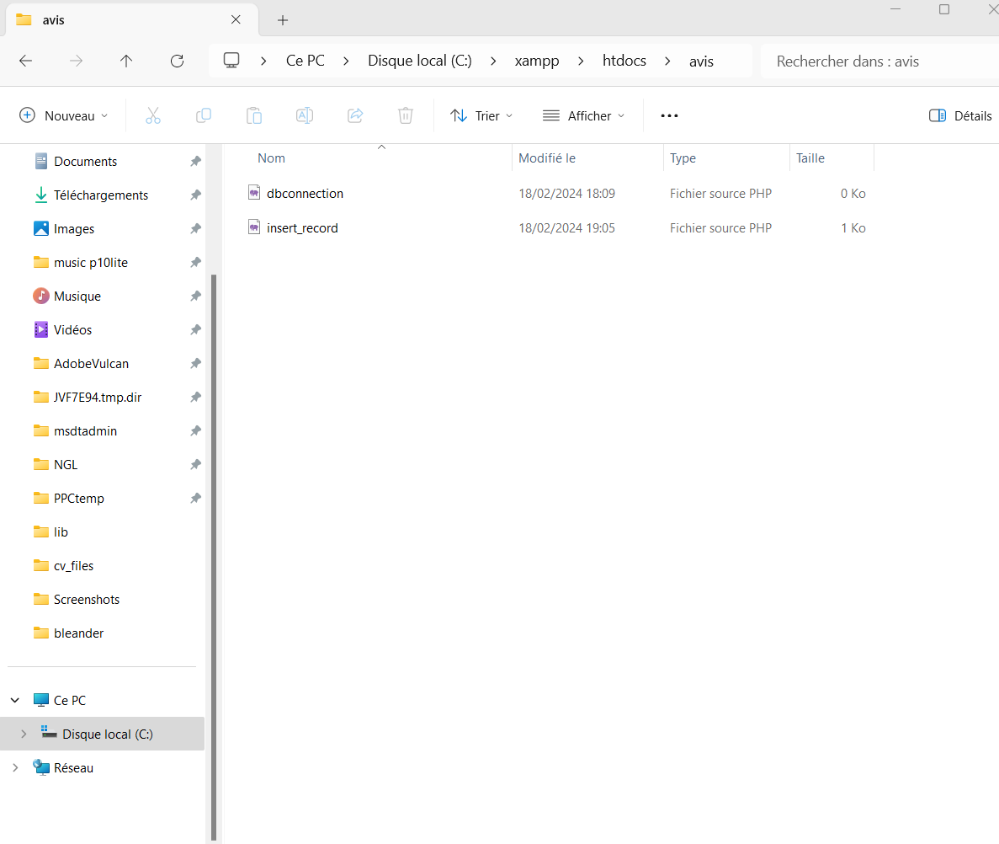 avis
Ce PC Disque local (C:) xampp htdocs avis Rechercher dans : avis
Nouveau Trier Afficher Détails
Nom Modifié le Type Taille
dbconnection 18/02/2024 18:09 Fichier source PHP 0 Ko
insert_record 18/02/2024 19:05 Fichier source PHP 1 Ko
Documents
Téléchargements
Images
music p10lite
Musique
Vidéos
AdobeVulcan
JVF7E94.tmp.dir
msdtadmin
NGL
PPCtemp
lib
cv_files
Screenshots
bleander
Ce PC
Disque local (C:)
Réseau